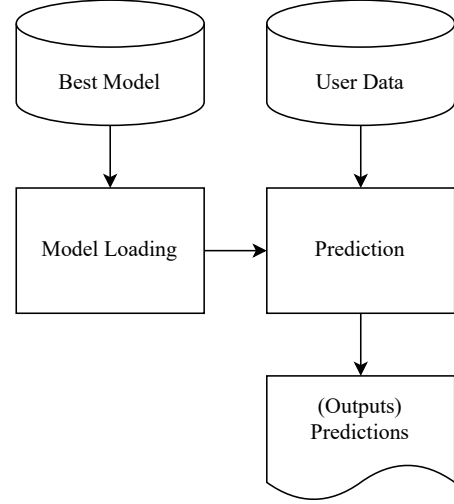 Best Model
User Data
Model Loading
Prediction
(Outputs)
Predictions